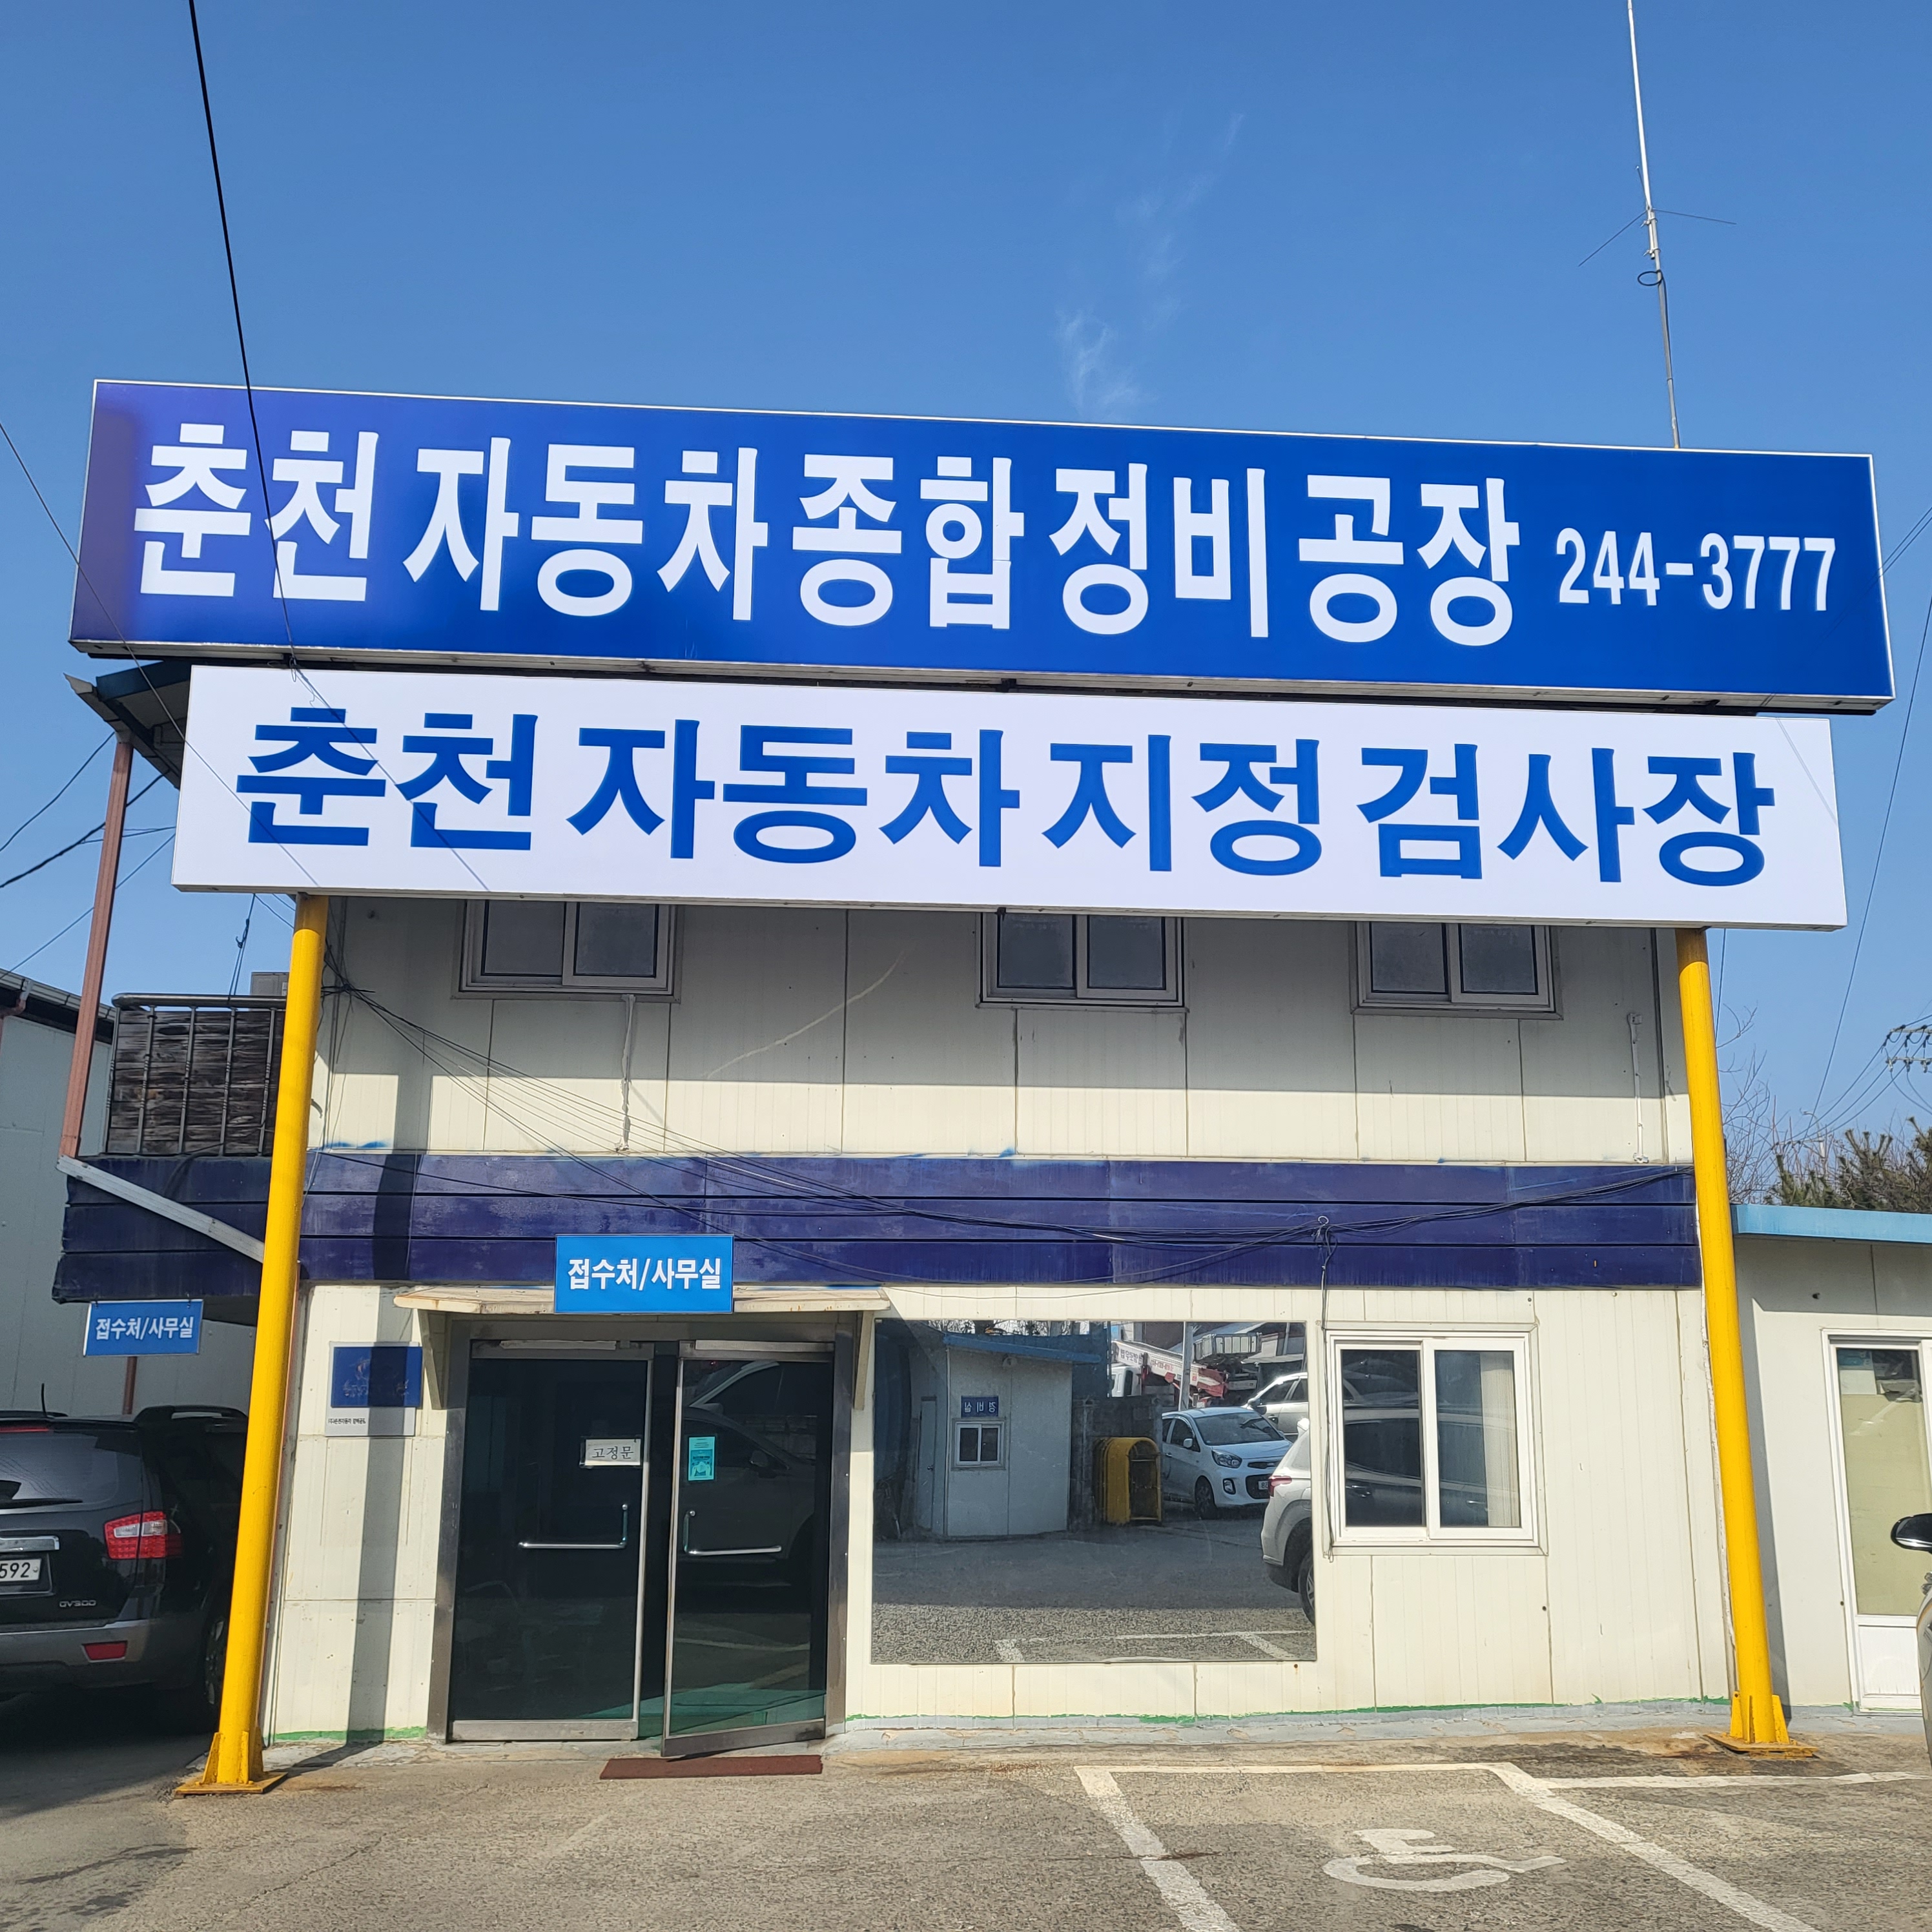 춘천 자동차 종합 정비 공장 244-3777
춘천 자동차 지정 검사장
접수처/사무실
접수처/사무실
고정문
592